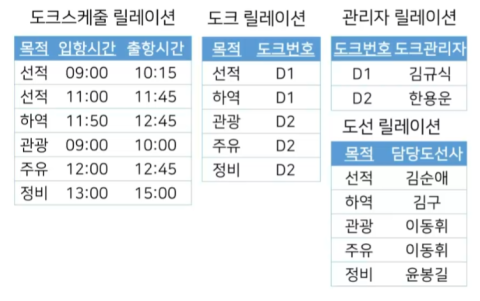 도크스케줄 릴레이션
목적 입항시간 출항시간
선적 09:00 10:15
선적 11:00 11:45
하역 11:50 12:45
관광 09:00 10:00
주유 12:00 12:45
정비 13:00 15:00
도크 릴레이션
목적 도크번호
선적 D1
하역 D1
관광 D2
주유 D2
정비 D2
관리자 릴레이션
도크번호 도크관리자
D1 김규식
D2 한용운
도선 릴레이션
목적 담당도선사
선적 김순애
하역 김구
관광 이동휘
주유 이동휘
정비 윤봉길